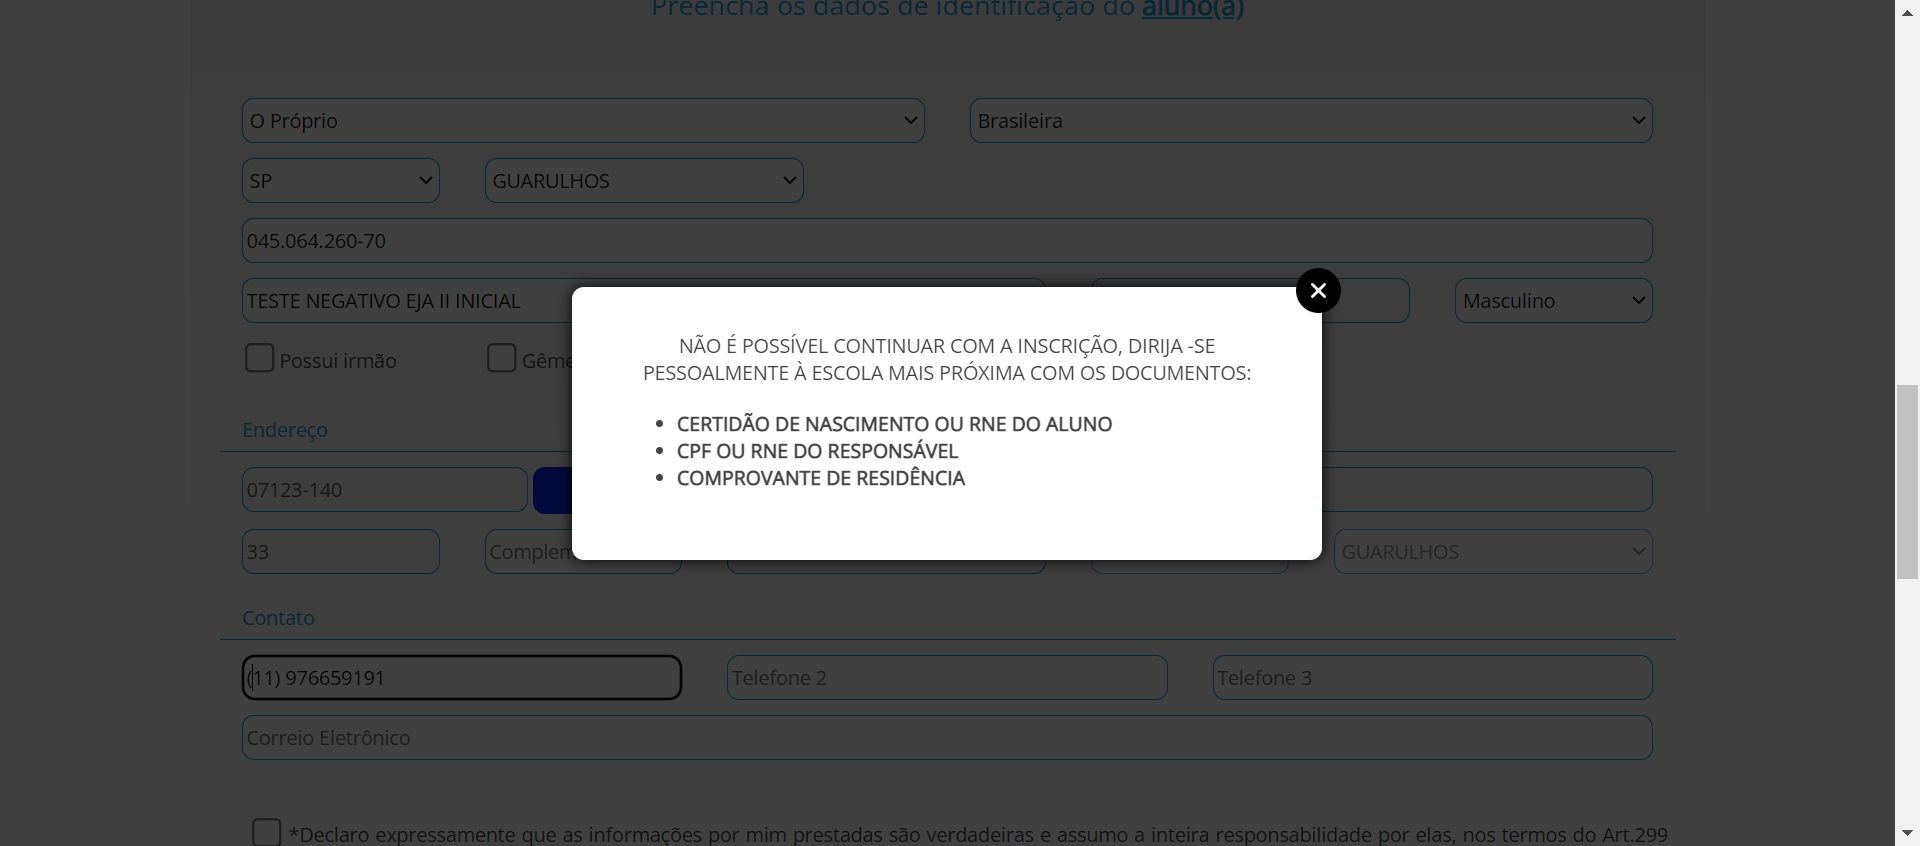 Preencha os dados de identificação do aluno(a)
O Próprio
Brasileira
SP
GUARULHOS
045.064.260-70
TESTE NEGATIVO EJA II INICIAL
Masculino
Possui irmão
Gême
NÃO É POSSÍVEL CONTINUAR COM A INSCRIÇÃO, DIRIJA -SE
PESSOALMENTE À ESCOLA MAIS PRÓXIMA COM OS DOCUMENTOS:
• CERTIDÃO DE NASCIMENTO OU RNE DO ALUNO
• CPF OU RNE DO RESPONSÁVEL
• COMPROVANTE DE RESIDÊNCIA
Endereço
07123-140
33
Complem
GUARULHOS
Contato
(11) 976659191
Telefone 2
Telefone 3
Correio Eletrônico
*Declaro expressamente que as informações por mim prestadas são verdadeiras e assumo a inteira responsabilidade por elas, nos termos do Art.299